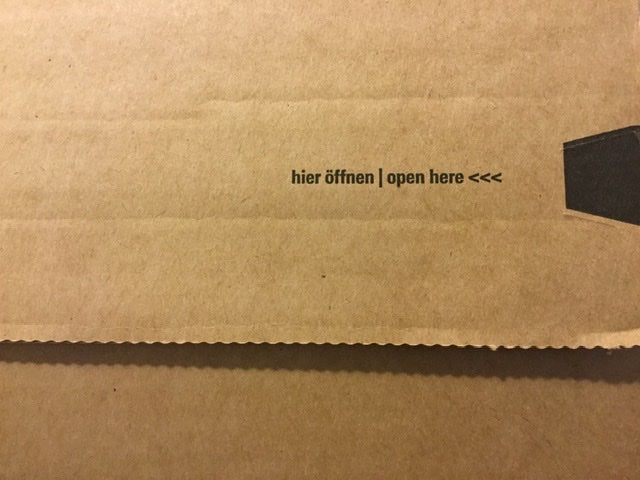 hier öffnen | open here <<<